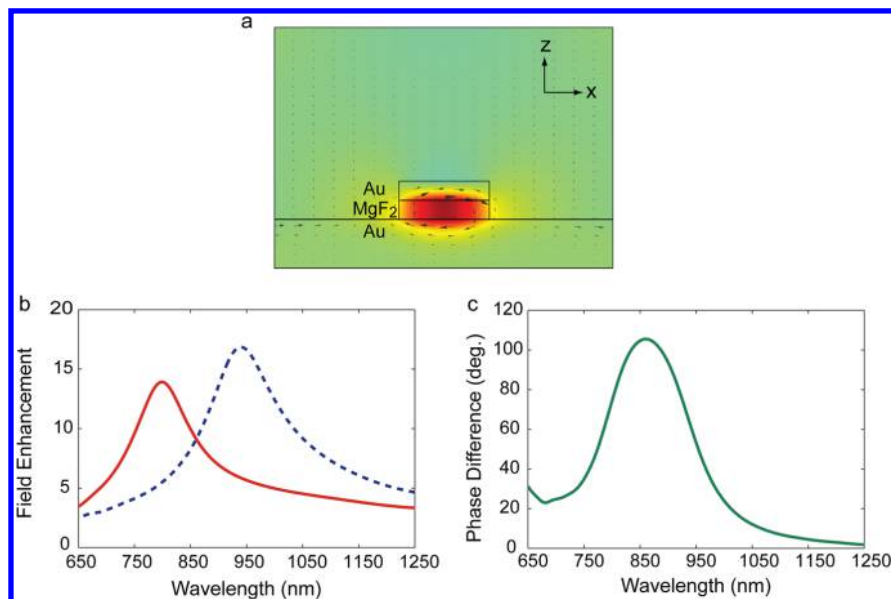 a
z
x
Au
MgF₂
Au
b
20
15
10
5
0
Field Enhancement
650 750 850 950 1050 1150 1250
Wavelength (nm)
c
120
100
80
60
40
20
0
Phase Difference (deg.)
650 750 850 950 1050 1150 1250
Wavelength (nm)